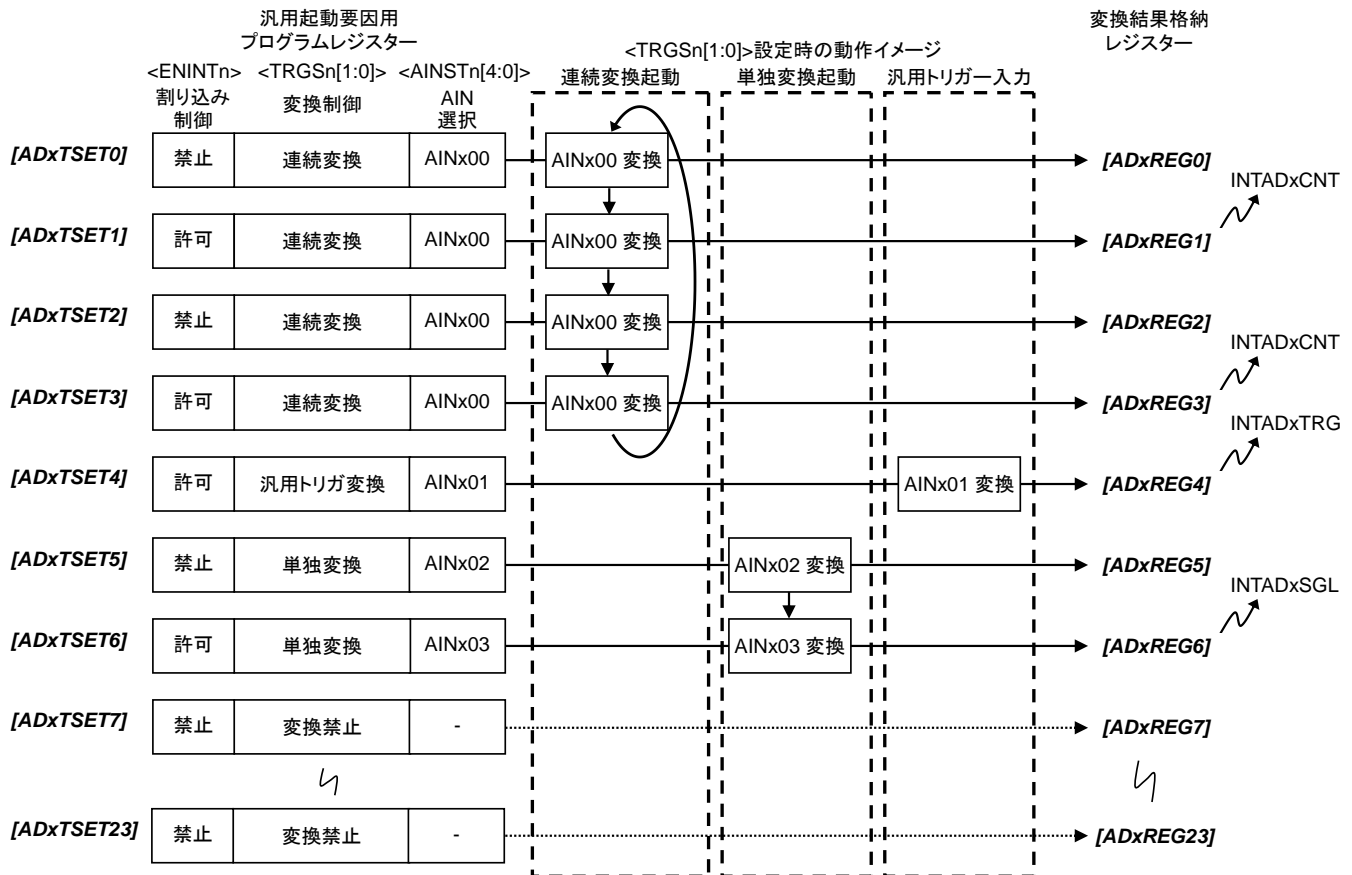 汎用起動要因用
プログラムレジスター
変換結果格納
レジスター
<TRGSn[1:0]>設定時の動作イメージ
<ENINTn> <TRGSn[1:0]> <AINSTn[4:0]>
割り込み
制御
変換制御
AIN
選択
連続変換起動 単独変換起動 汎用トリガー入力
[ADxTSET0] 禁止 連続変換 AINx00 AINx00 変換 [ADxREG0]
INTADxCNT
[ADxTSET1] 許可 連続変換 AINx00 AINx00 変換 [ADxREG1]
[ADxTSET2] 禁止 連続変換 AINx00 AINx00 変換 [ADxREG2]
INTADxCNT
[ADxTSET3] 許可 連続変換 AINx00 AINx00 変換 [ADxREG3]
INTADxTRG
[ADxTSET4] 許可 汎用トリガ変換 AINx01 AINx01 変換 [ADxREG4]
[ADxTSET5] 禁止 単独変換 AINx02 AINx02 変換 [ADxREG5]
INTADxSGL
[ADxTSET6] 許可 単独変換 AINx03 AINx03 変換 [ADxREG6]
[ADxTSET7] 禁止 変換禁止 - [ADxREG7]
[ADxTSET23] 禁止 変換禁止 - [ADxREG23]